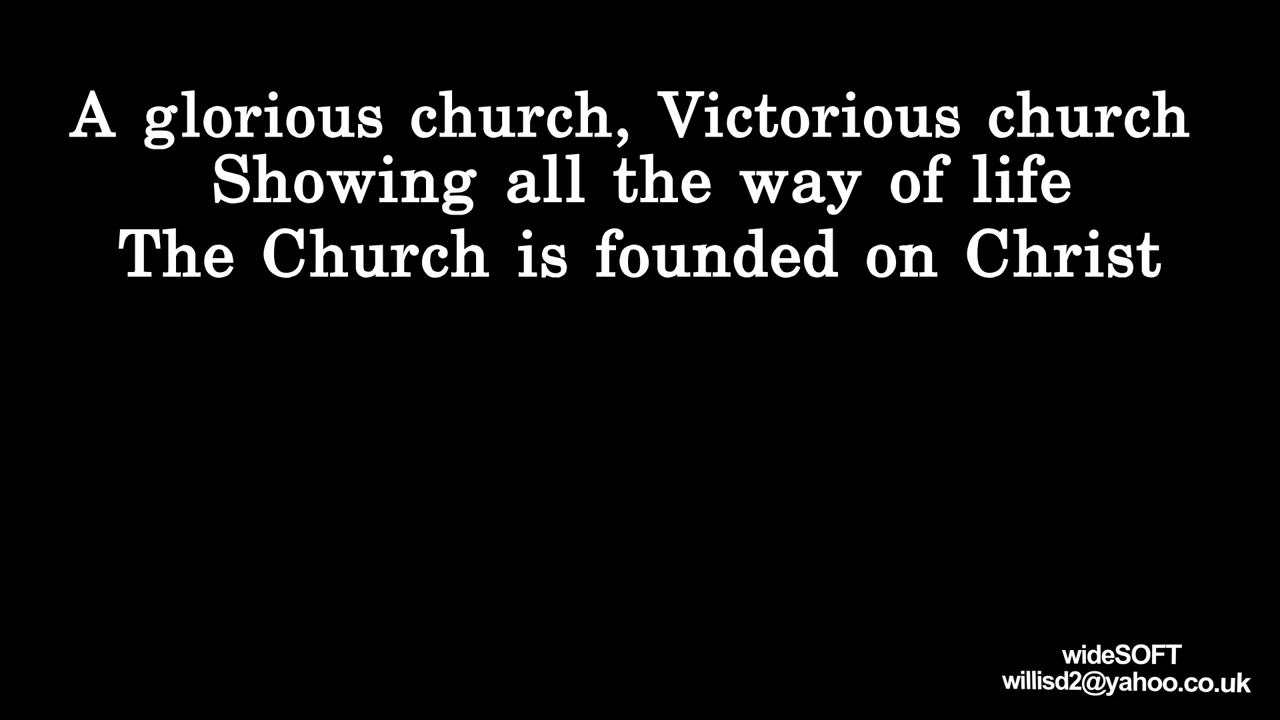 A glorious church, Victorious church
Showing all the way of life
The Church is founded on Christ
wideSOFT
willisd2@yahoo.co.uk